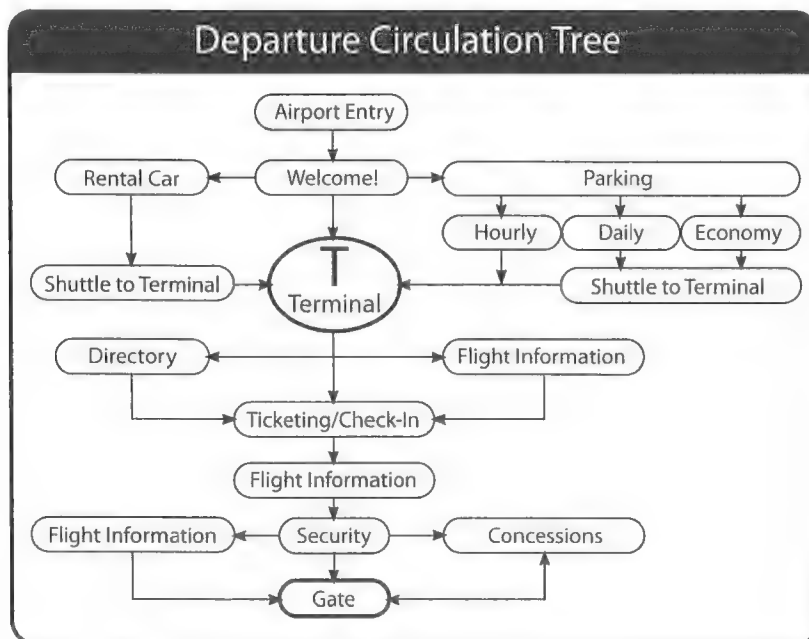 Departure Circulation Tree
Airport Entry
Rental Car
Welcome!
Parking
Hourly
Daily
Economy
T
Terminal
Shuttle to Terminal
Shuttle to Terminal
Directory
Flight Information
Ticketing/Check-In
Flight Information
Flight Information
Security
Concessions
Gate